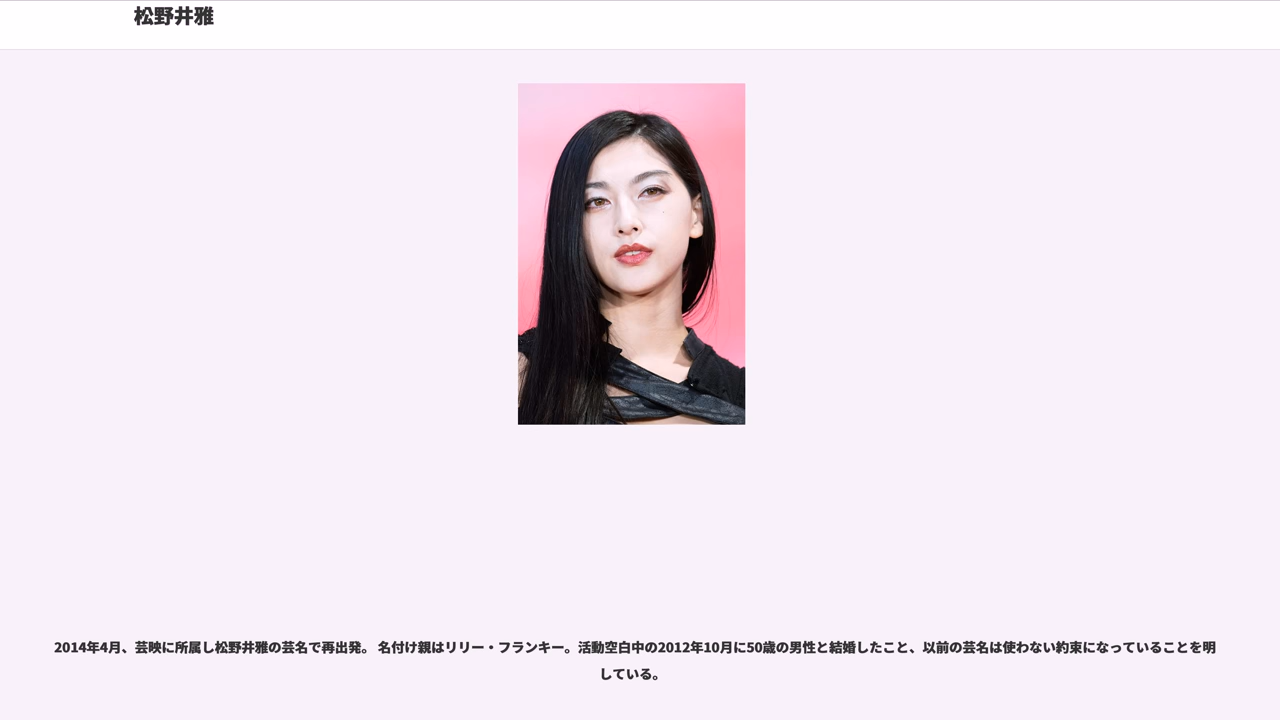 松野井雅
2014年4月、芸映に所属し松野井雅の芸名で再出発。 名付け親はリリー・フランキー。活動空白中の2012年10月に50歳の男性と結婚したこと、以前の芸名は使わない約束になっていることを明
している。